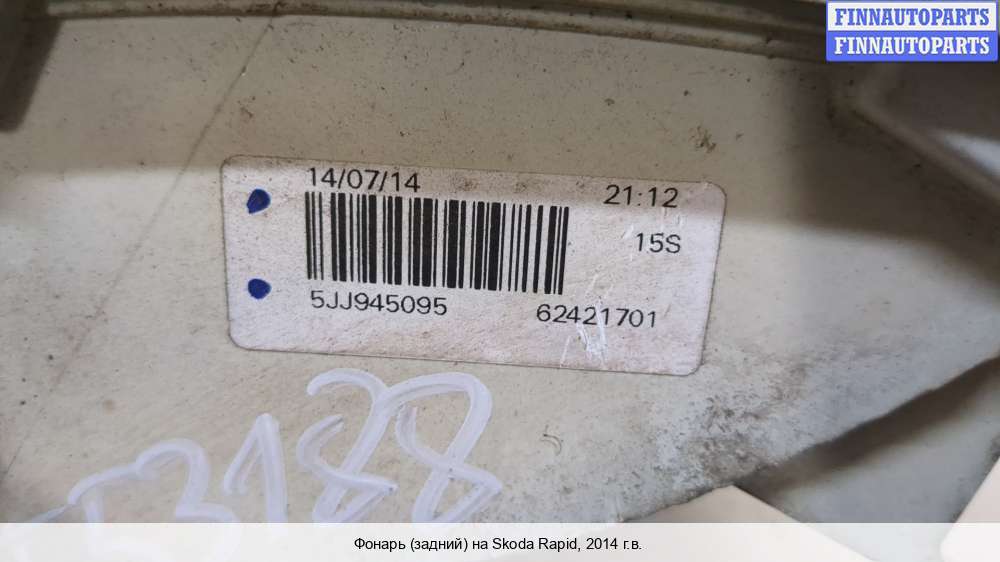 FINNAUTOPARTS
FINNAUTOPARTS
14/07/14 21:12
15S
5JJ945095 62421701
Фонарь (задний) на Skoda Rapid, 2014 г.в.